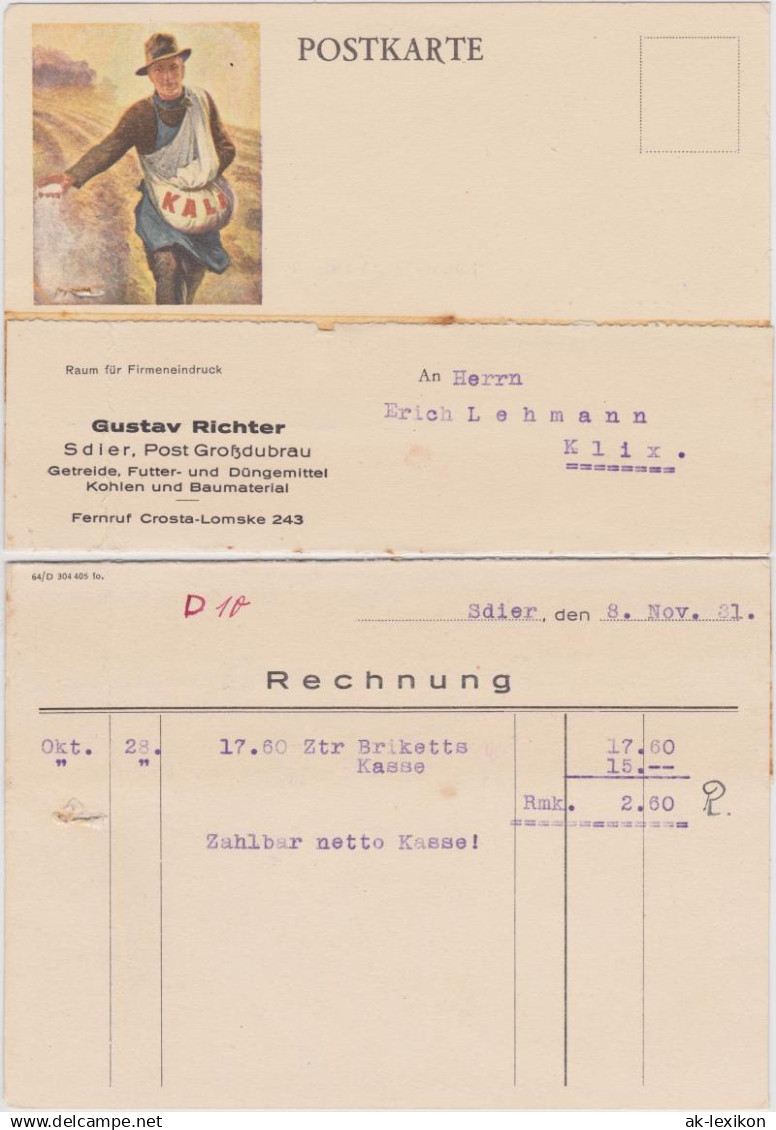 POSTKARTE
KALI
Raum für Firmeneindruck
Gustav Richter
Sdier, Post Großdubrau
Getreide, Futter- und Düngemittel
Kohlen und Baumaterial
Fernruf Crosta-Lomske 243
An Herrn
Erich Lehmann
Klix.
64/D 304 405 fo.
D 10
Sdier, den 8. Nov. 31.
Rechnung
Okt. 28. 17.60 Ztr Briketts 17.60
" " Kasse 15.--
Rmk. 2.60 R.
Zahlbar netto Kasse!
delcampe.net
ak-lexikon